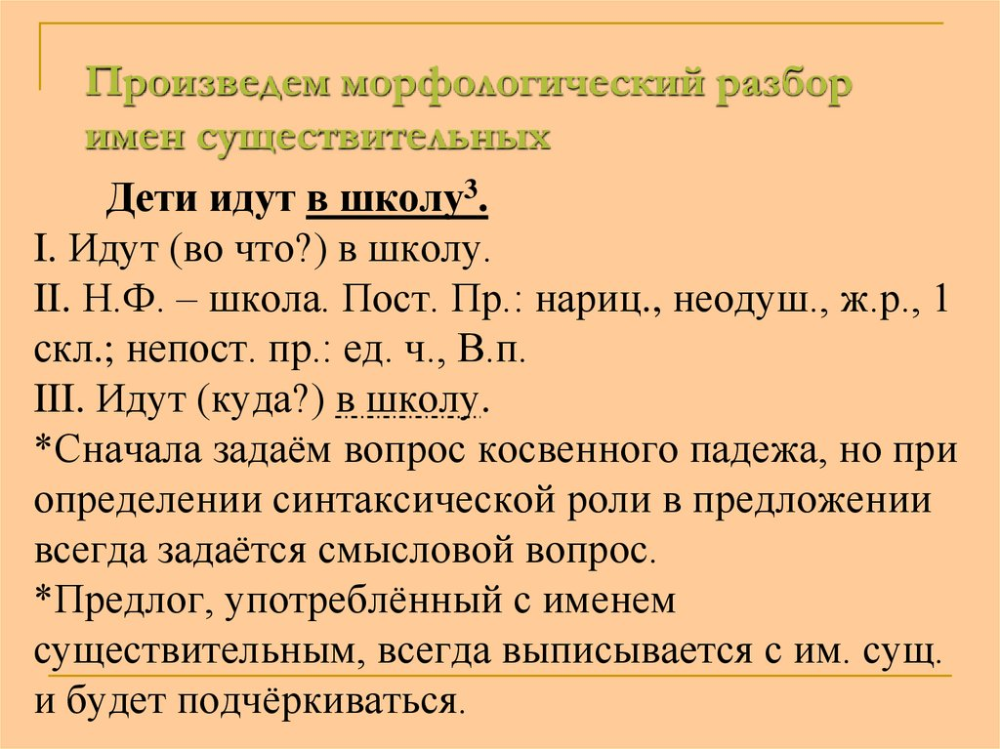 Произведем морфологический разбор
имен существительных
Дети идут в школу³.
I. Идут (во что?) в школу.
II. Н.Ф. – школа. Пост. Пр.: нариц., неодуш., ж.р., 1
скл.; непост. пр.: ед. ч., В.п.
III. Идут (куда?) в школу.
*Сначала задаём вопрос косвенного падежа, но при
определении синтаксической роли в предложении
всегда задаётся смысловой вопрос.
*Предлог, употреблённый с именем
существительным, всегда выписывается с им. сущ.
и будет подчёркиваться.